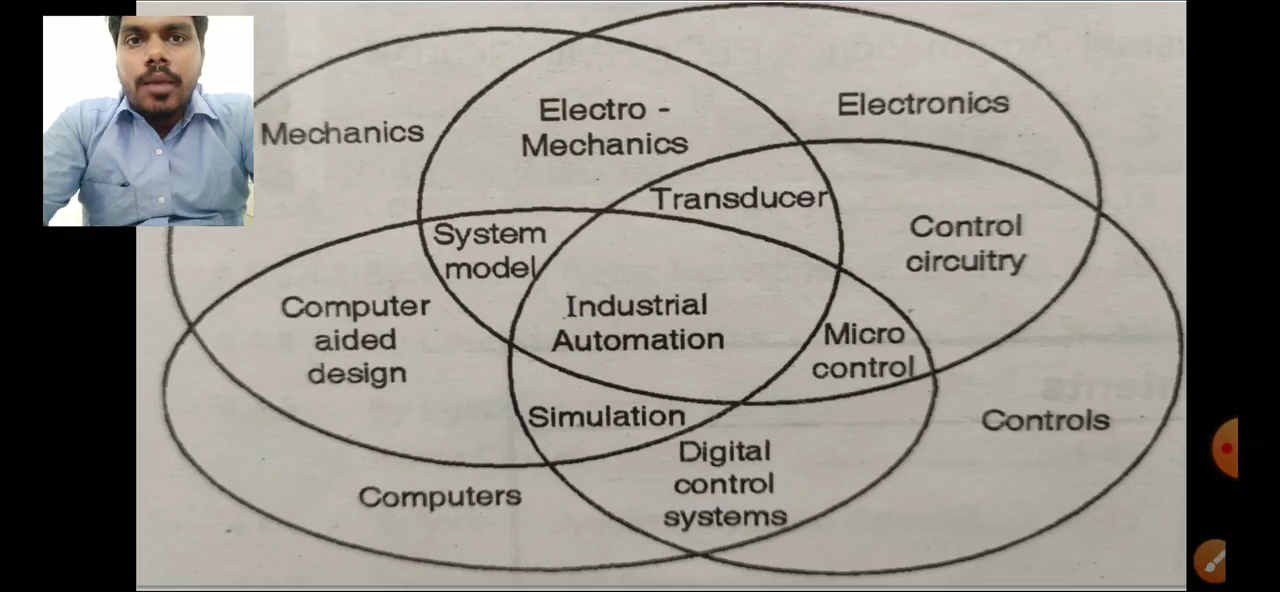 Mechanics
Electro -
Mechanics
Electronics
Transducer
Control
circuitry
System
model
Computer
aided
design
Industrial
Automation
Micro
control
Simulation
Controls
Digital
control
systems
Computers